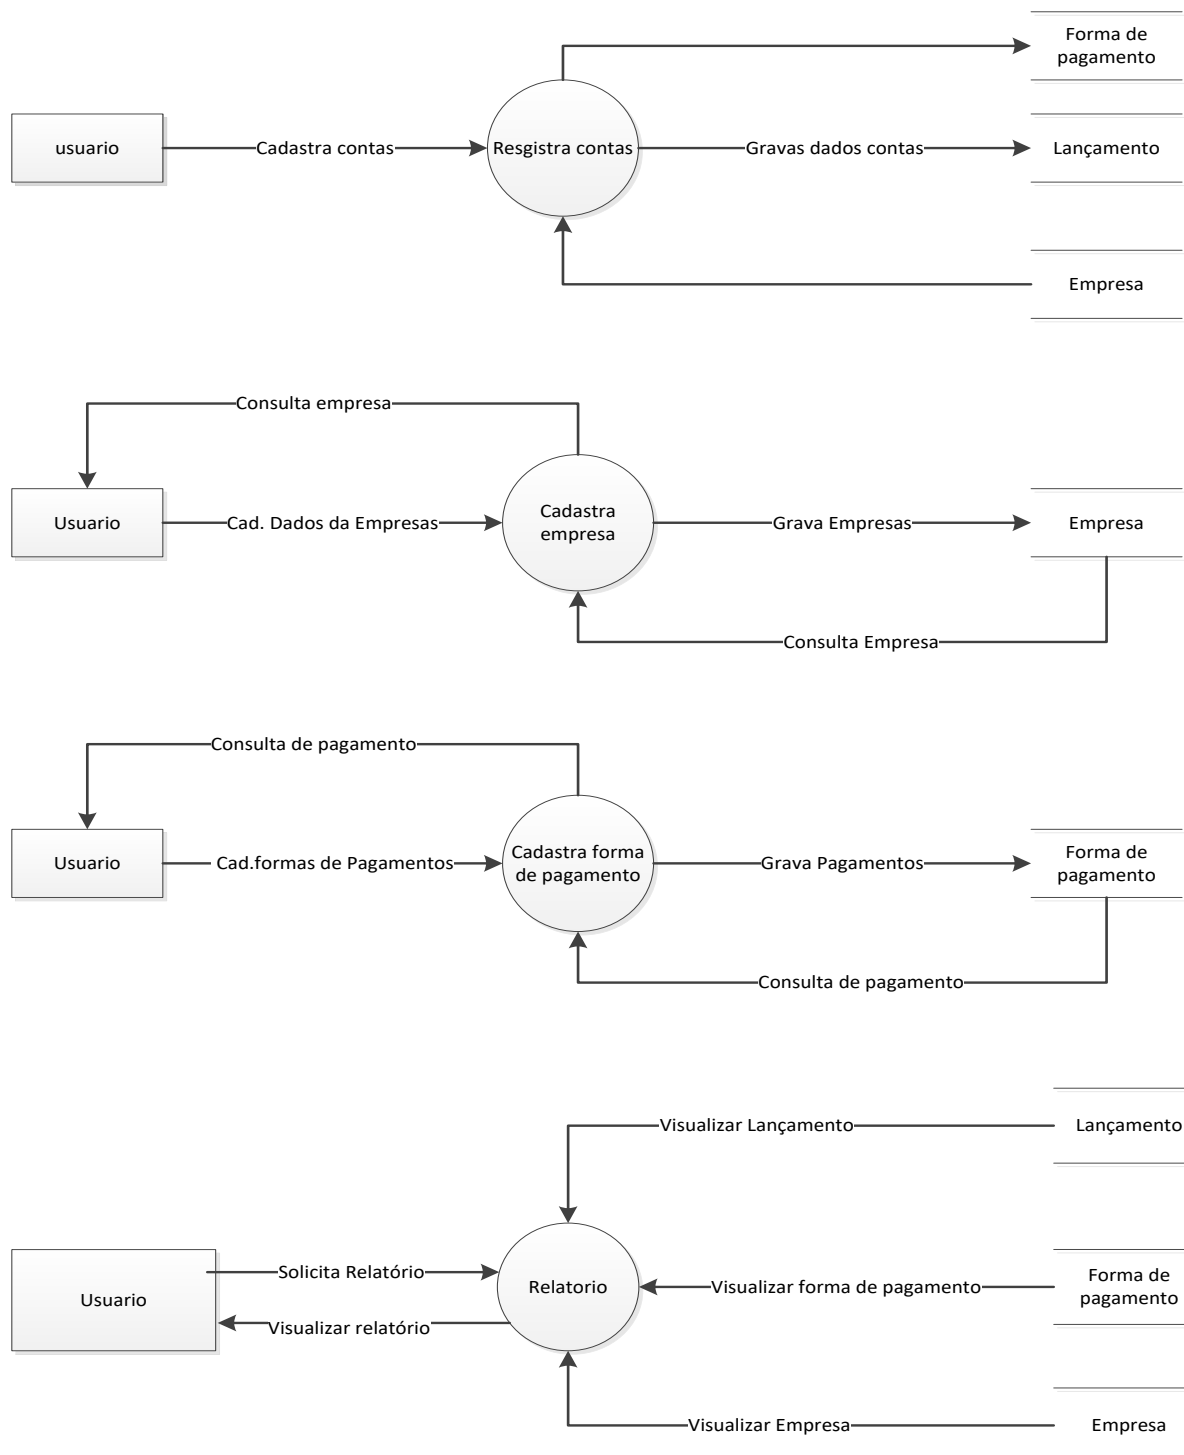 Forma de
pagamento
usuario
Cadastra contas
Resgistra contas
Gravas dados contas
Lançamento
Empresa
Consulta empresa
Usuario
Cad. Dados da Empresas
Cadastra
empresa
Grava Empresas
Empresa
Consulta Empresa
Consulta de pagamento
Usuario
Cad.formas de Pagamentos
Cadastra forma
de pagamento
Grava Pagamentos
Forma de
pagamento
Consulta de pagamento
Visualizar Lançamento
Lançamento
Usuario
Solicita Relatório
Visualizar relatório
Relatorio
Visualizar forma de pagamento
Forma de
pagamento
Visualizar Empresa
Empresa